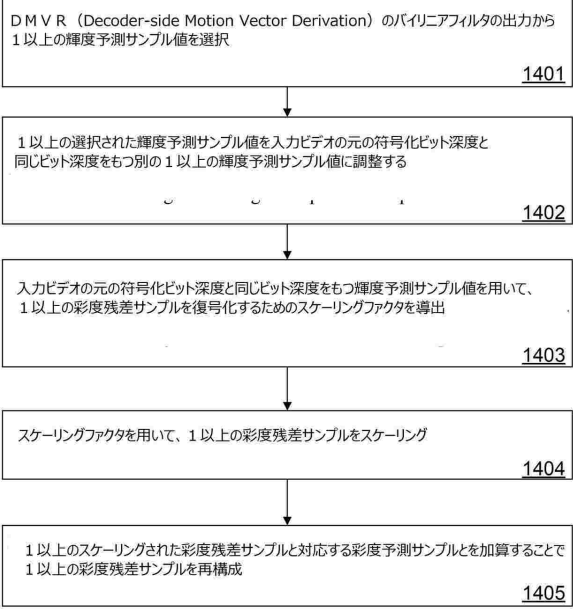 ＤＭＶＲ（Decoder-side Motion Vector Derivation）のバイリニアフィルタの出力から
１以上の輝度予測サンプル値を選択
1401
１以上の選択された輝度予測サンプル値を入力ビデオの元の符号化ビット深度と
同じビット深度をもつ別の１以上の輝度予測サンプル値に調整する
1402
入力ビデオの元の符号化ビット深度と同じビット深度をもつ輝度予測サンプル値を用いて、
１以上の彩度残差サンプルを復号化するためのスケーリングファクタを導出
1403
スケーリングファクタを用いて、１以上の彩度残差サンプルをスケーリング
1404
１以上のスケーリングされた彩度残差サンプルと対応する彩度予測サンプルとを加算することで
１以上の彩度残差サンプルを再構成
1405